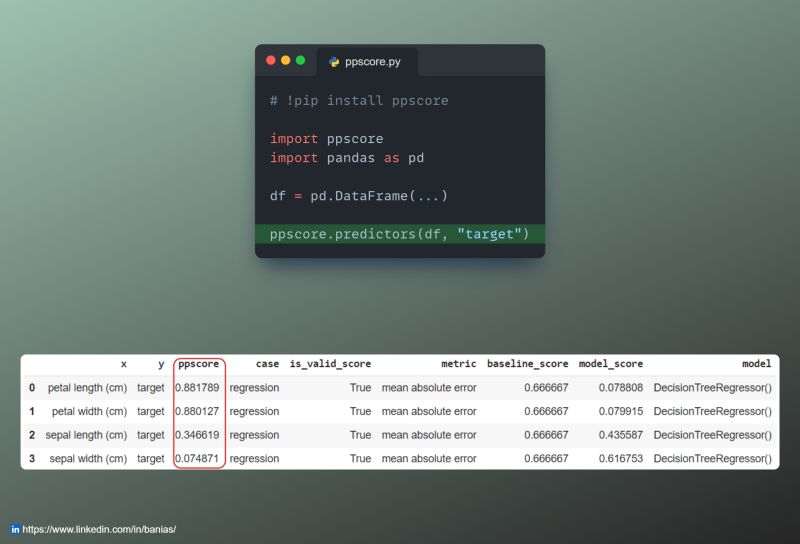 ppscore.py
# !pip install ppscore
import ppscore
import pandas as pd
df = pd.DataFrame(...)
ppscore.predictors(df, "target")
x y ppscore case is_valid_score metric baseline_score model_score model
0 petal length (cm) target 0.881789 regression True mean absolute error 0.666667 0.078808 DecisionTreeRegressor()
1 petal width (cm) target 0.880127 regression True mean absolute error 0.666667 0.079915 DecisionTreeRegressor()
2 sepal length (cm) target 0.346619 regression True mean absolute error 0.666667 0.435587 DecisionTreeRegressor()
3 sepal width (cm) target 0.074871 regression True mean absolute error 0.666667 0.616753 DecisionTreeRegressor()
in https://www.linkedin.com/in/banias/